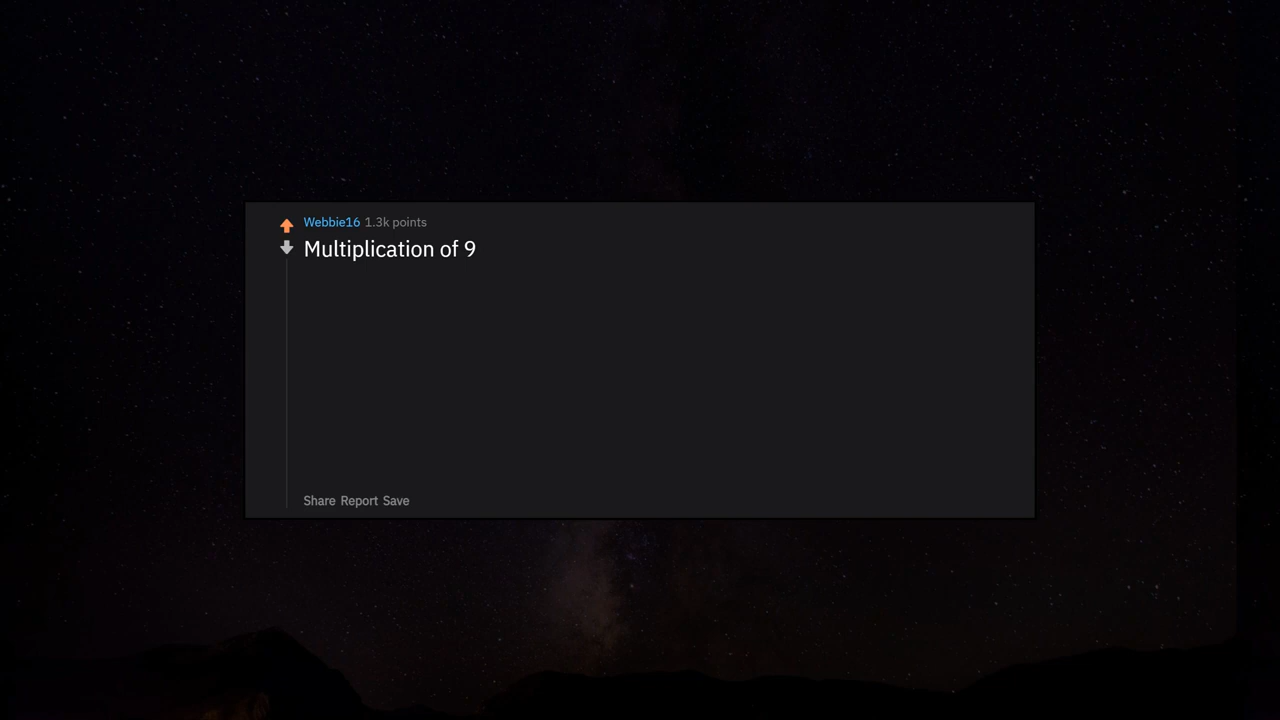 Webbie16 1.3k points
Multiplication of 9
Share Report Save